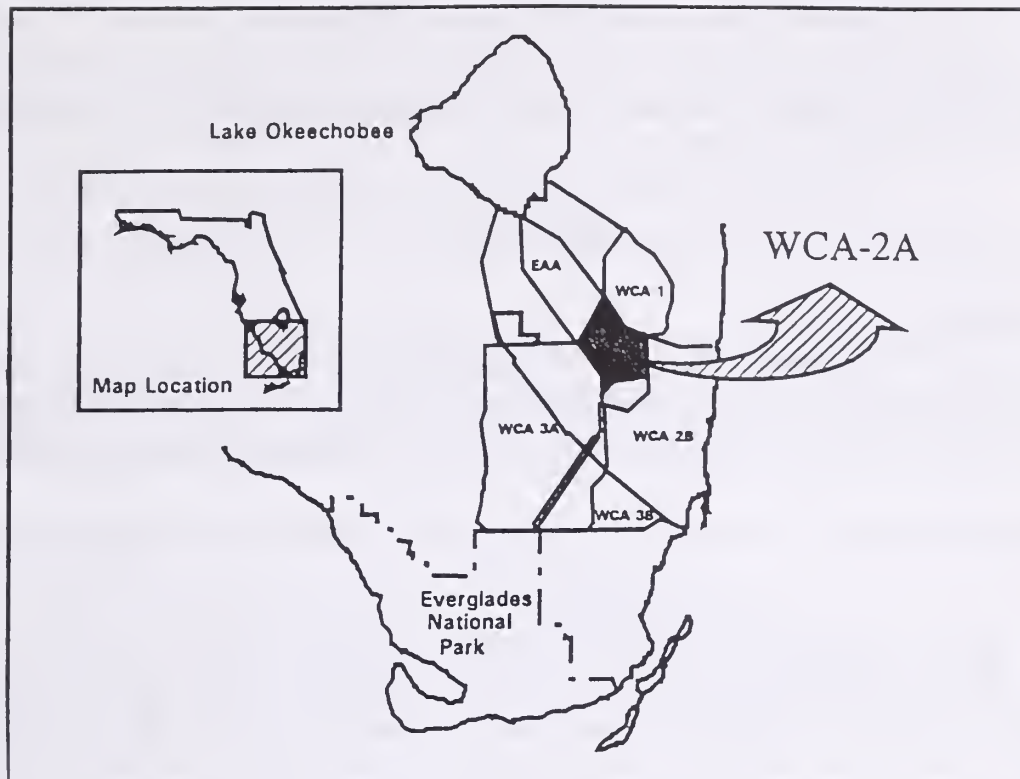 Lake Okeechobee
WCA-2A
EAA
WCA 1
Map Location
WCA 3A
WCA 2B
WCA 3B
Everglades
National
Park